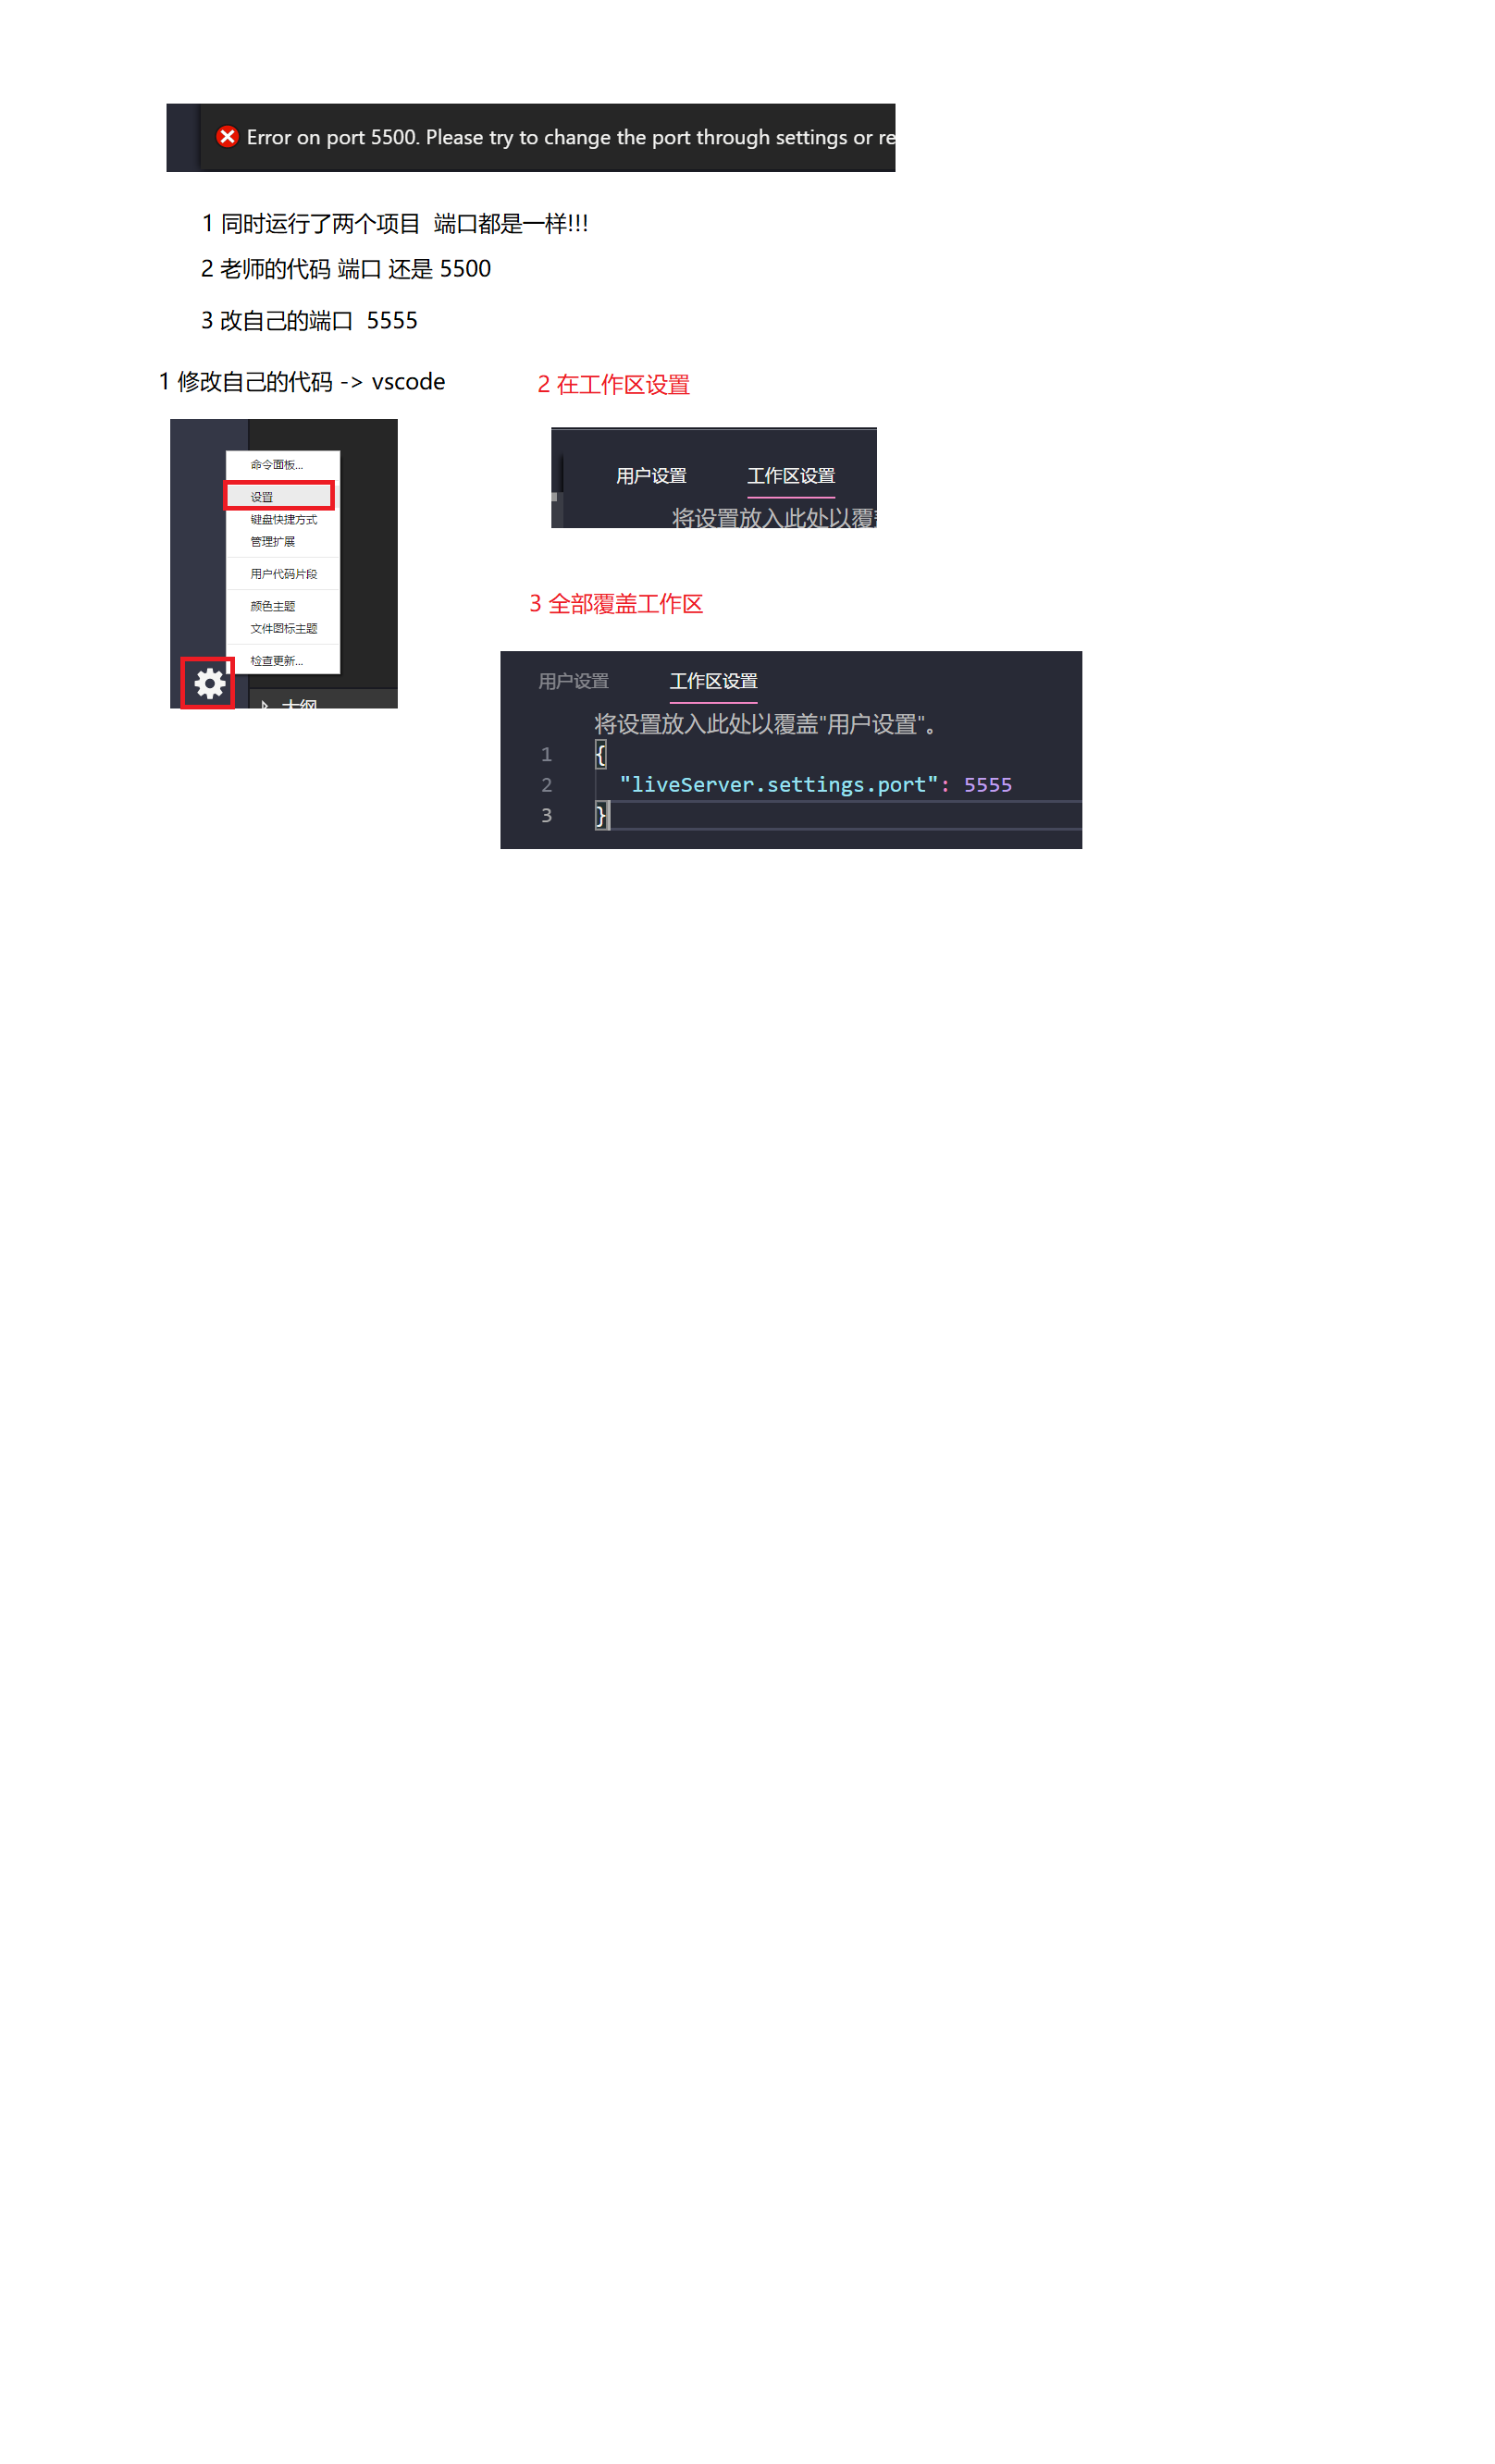 Error on port 5500. Please try to change the port through settings or re
1 同时运行了两个项目 端口都是一样!!!
2 老师的代码 端口 还是 5500
3 改自己的端口 5555
1 修改自己的代码 -> vscode
命令面板...
设置
键盘快捷方式
管理扩展
用户代码片段
颜色主题
文件图标主题
检查更新...
大纲
2 在工作区设置
用户设置 工作区设置
将设置放入此处以覆盖
3 全部覆盖工作区
用户设置 工作区设置
将设置放入此处以覆盖"用户设置"。
1 {
2 "liveServer.settings.port": 5555
3 }